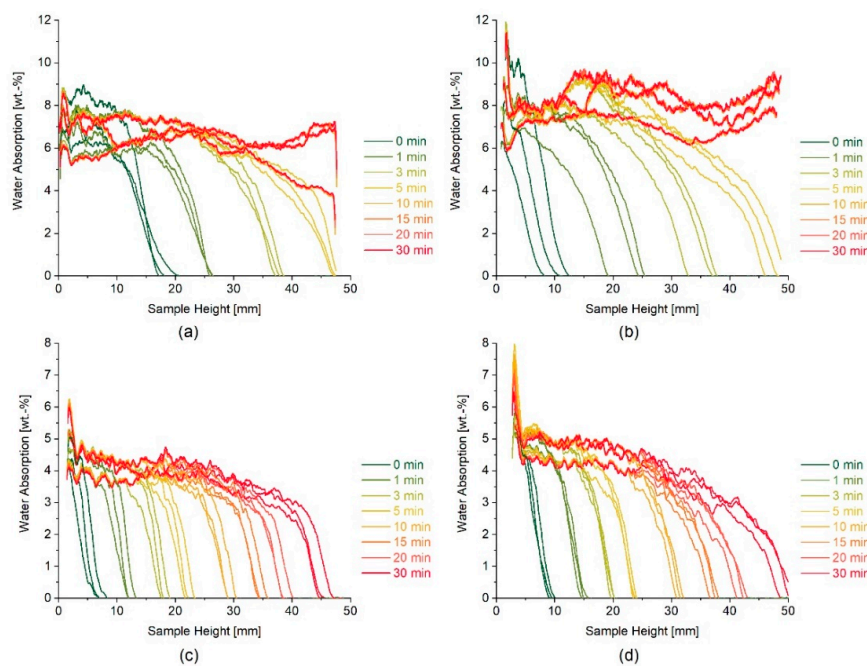 12
10
8
6
4
2
0
Water Absorption [wt.-%]
0 10 20 30 40 50
Sample Height [mm]
0 min
1 min
3 min
5 min
10 min
15 min
20 min
30 min
(a)
12
10
8
6
4
2
0
Water Absorption [wt.-%]
0 10 20 30 40 50
Sample Height [mm]
0 min
1 min
3 min
5 min
10 min
15 min
20 min
30 min
(b)
8
7
6
5
4
3
2
1
0
Water Absorption [wt.-%]
0 10 20 30 40 50
Sample Height [mm]
0 min
1 min
3 min
5 min
10 min
15 min
20 min
30 min
(c)
8
7
6
5
4
3
2
1
0
Water Absorption [wt.-%]
0 10 20 30 40 50
Sample Height [mm]
0 min
1 min
3 min
5 min
10 min
15 min
20 min
30 min
(d)